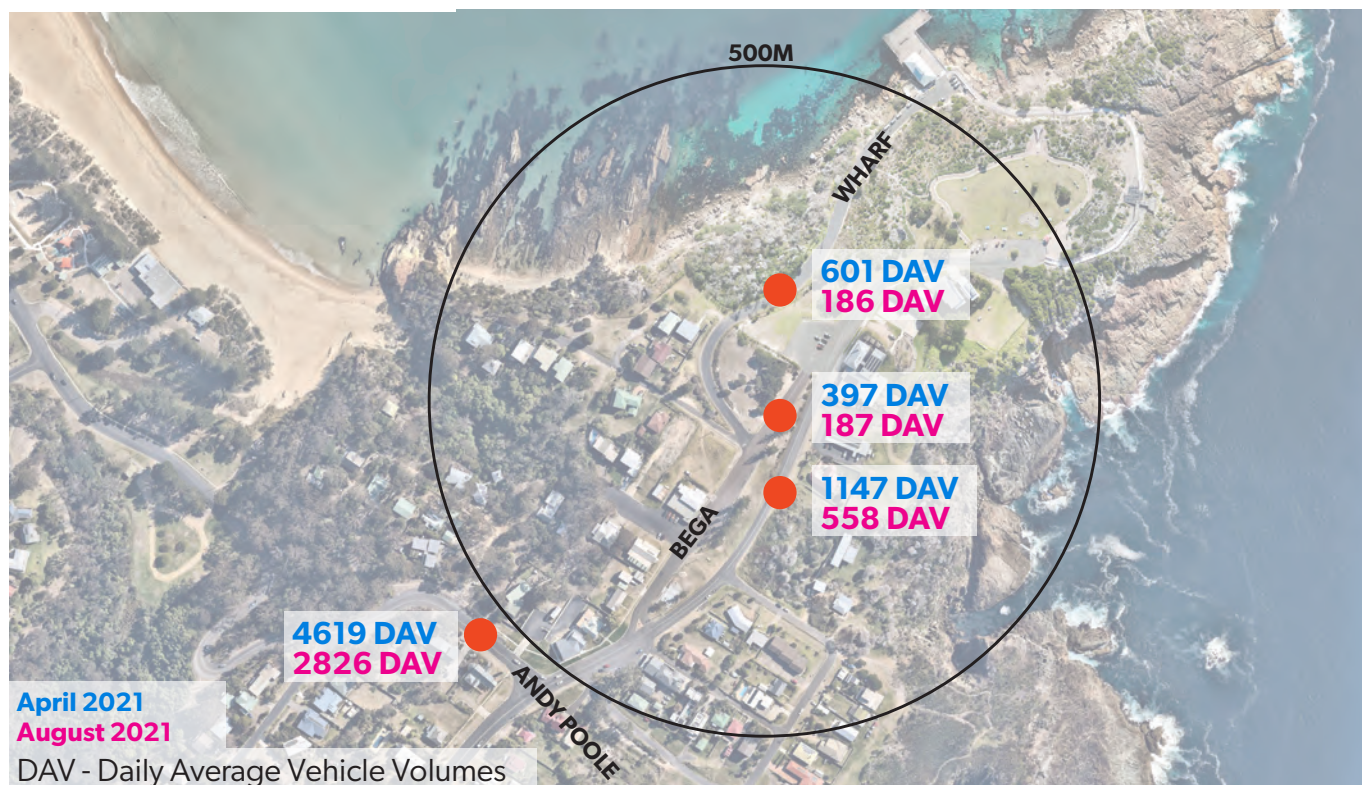 500M
WHARF
601 DAV
186 DAV
397 DAV
187 DAV
1147 DAV
558 DAV
BEGA
4619 DAV
2826 DAV
ANDY POOLE
April 2021
August 2021
DAV - Daily Average Vehicle Volumes